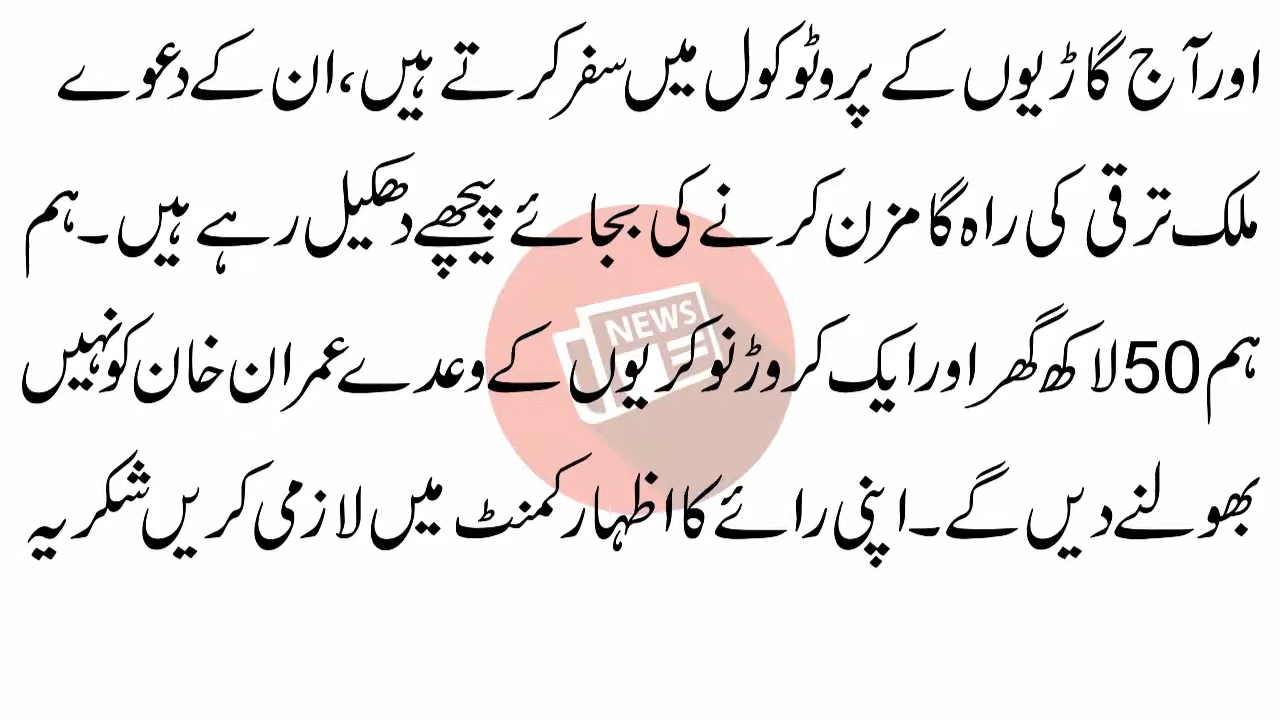 اور آج گاڑیوں کے پروٹوکول میں سفر کرتے ہیں، ان کے دعوے
ملک ترقی کی راہ گامزن کرنے کی بجائے پیچھے دھکیل رہے ہیں۔ ہم
ہم 50 لاکھ گھر اور ایک کروڑ نوکریوں کے وعدے عمران خان کو نہیں
بھولنے دیں گے۔ اپنی رائے کا اظہار کمنٹ میں لازمی کریں شکریہ
NEWS